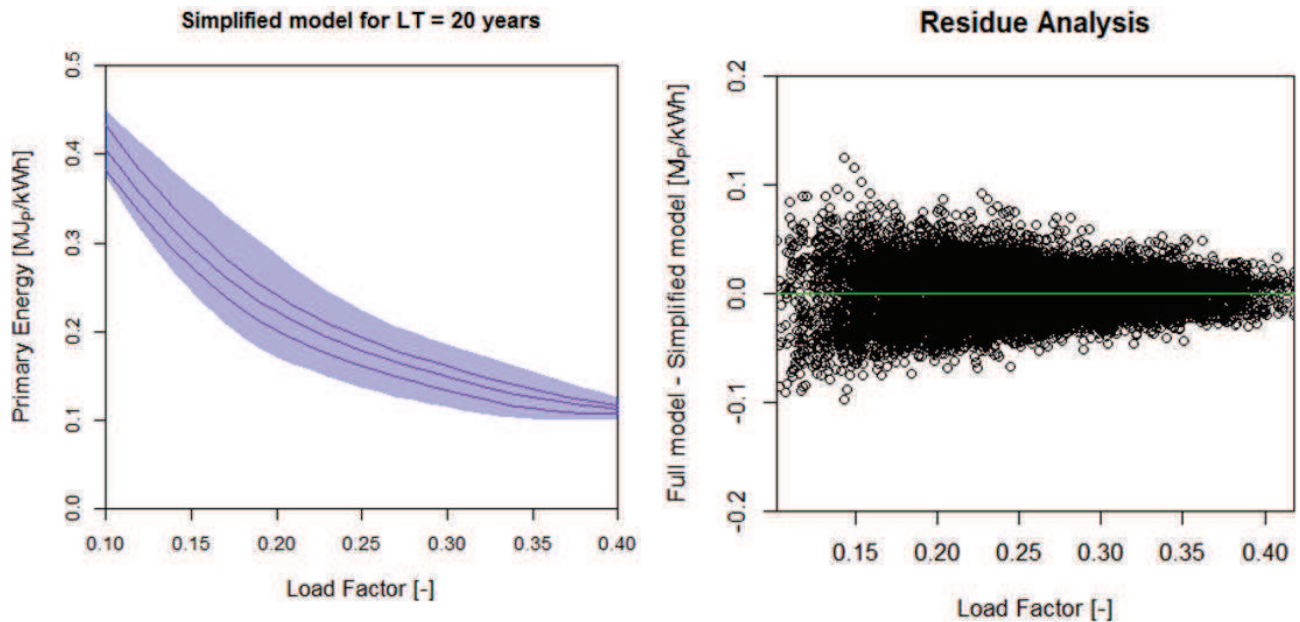 Simplified model for LT = 20 years
Primary Energy [MJp/kWh]
0.5
0.4
0.3
0.2
0.1
0.0
0.10 0.15 0.20 0.25 0.30 0.35 0.40
Load Factor [-]
Residue Analysis
Full model - Simplified model [Mp/kWh]
0.2
0.1
0.0
-0.1
-0.2
0.15 0.20 0.25 0.30 0.35 0.40
Load Factor [-]